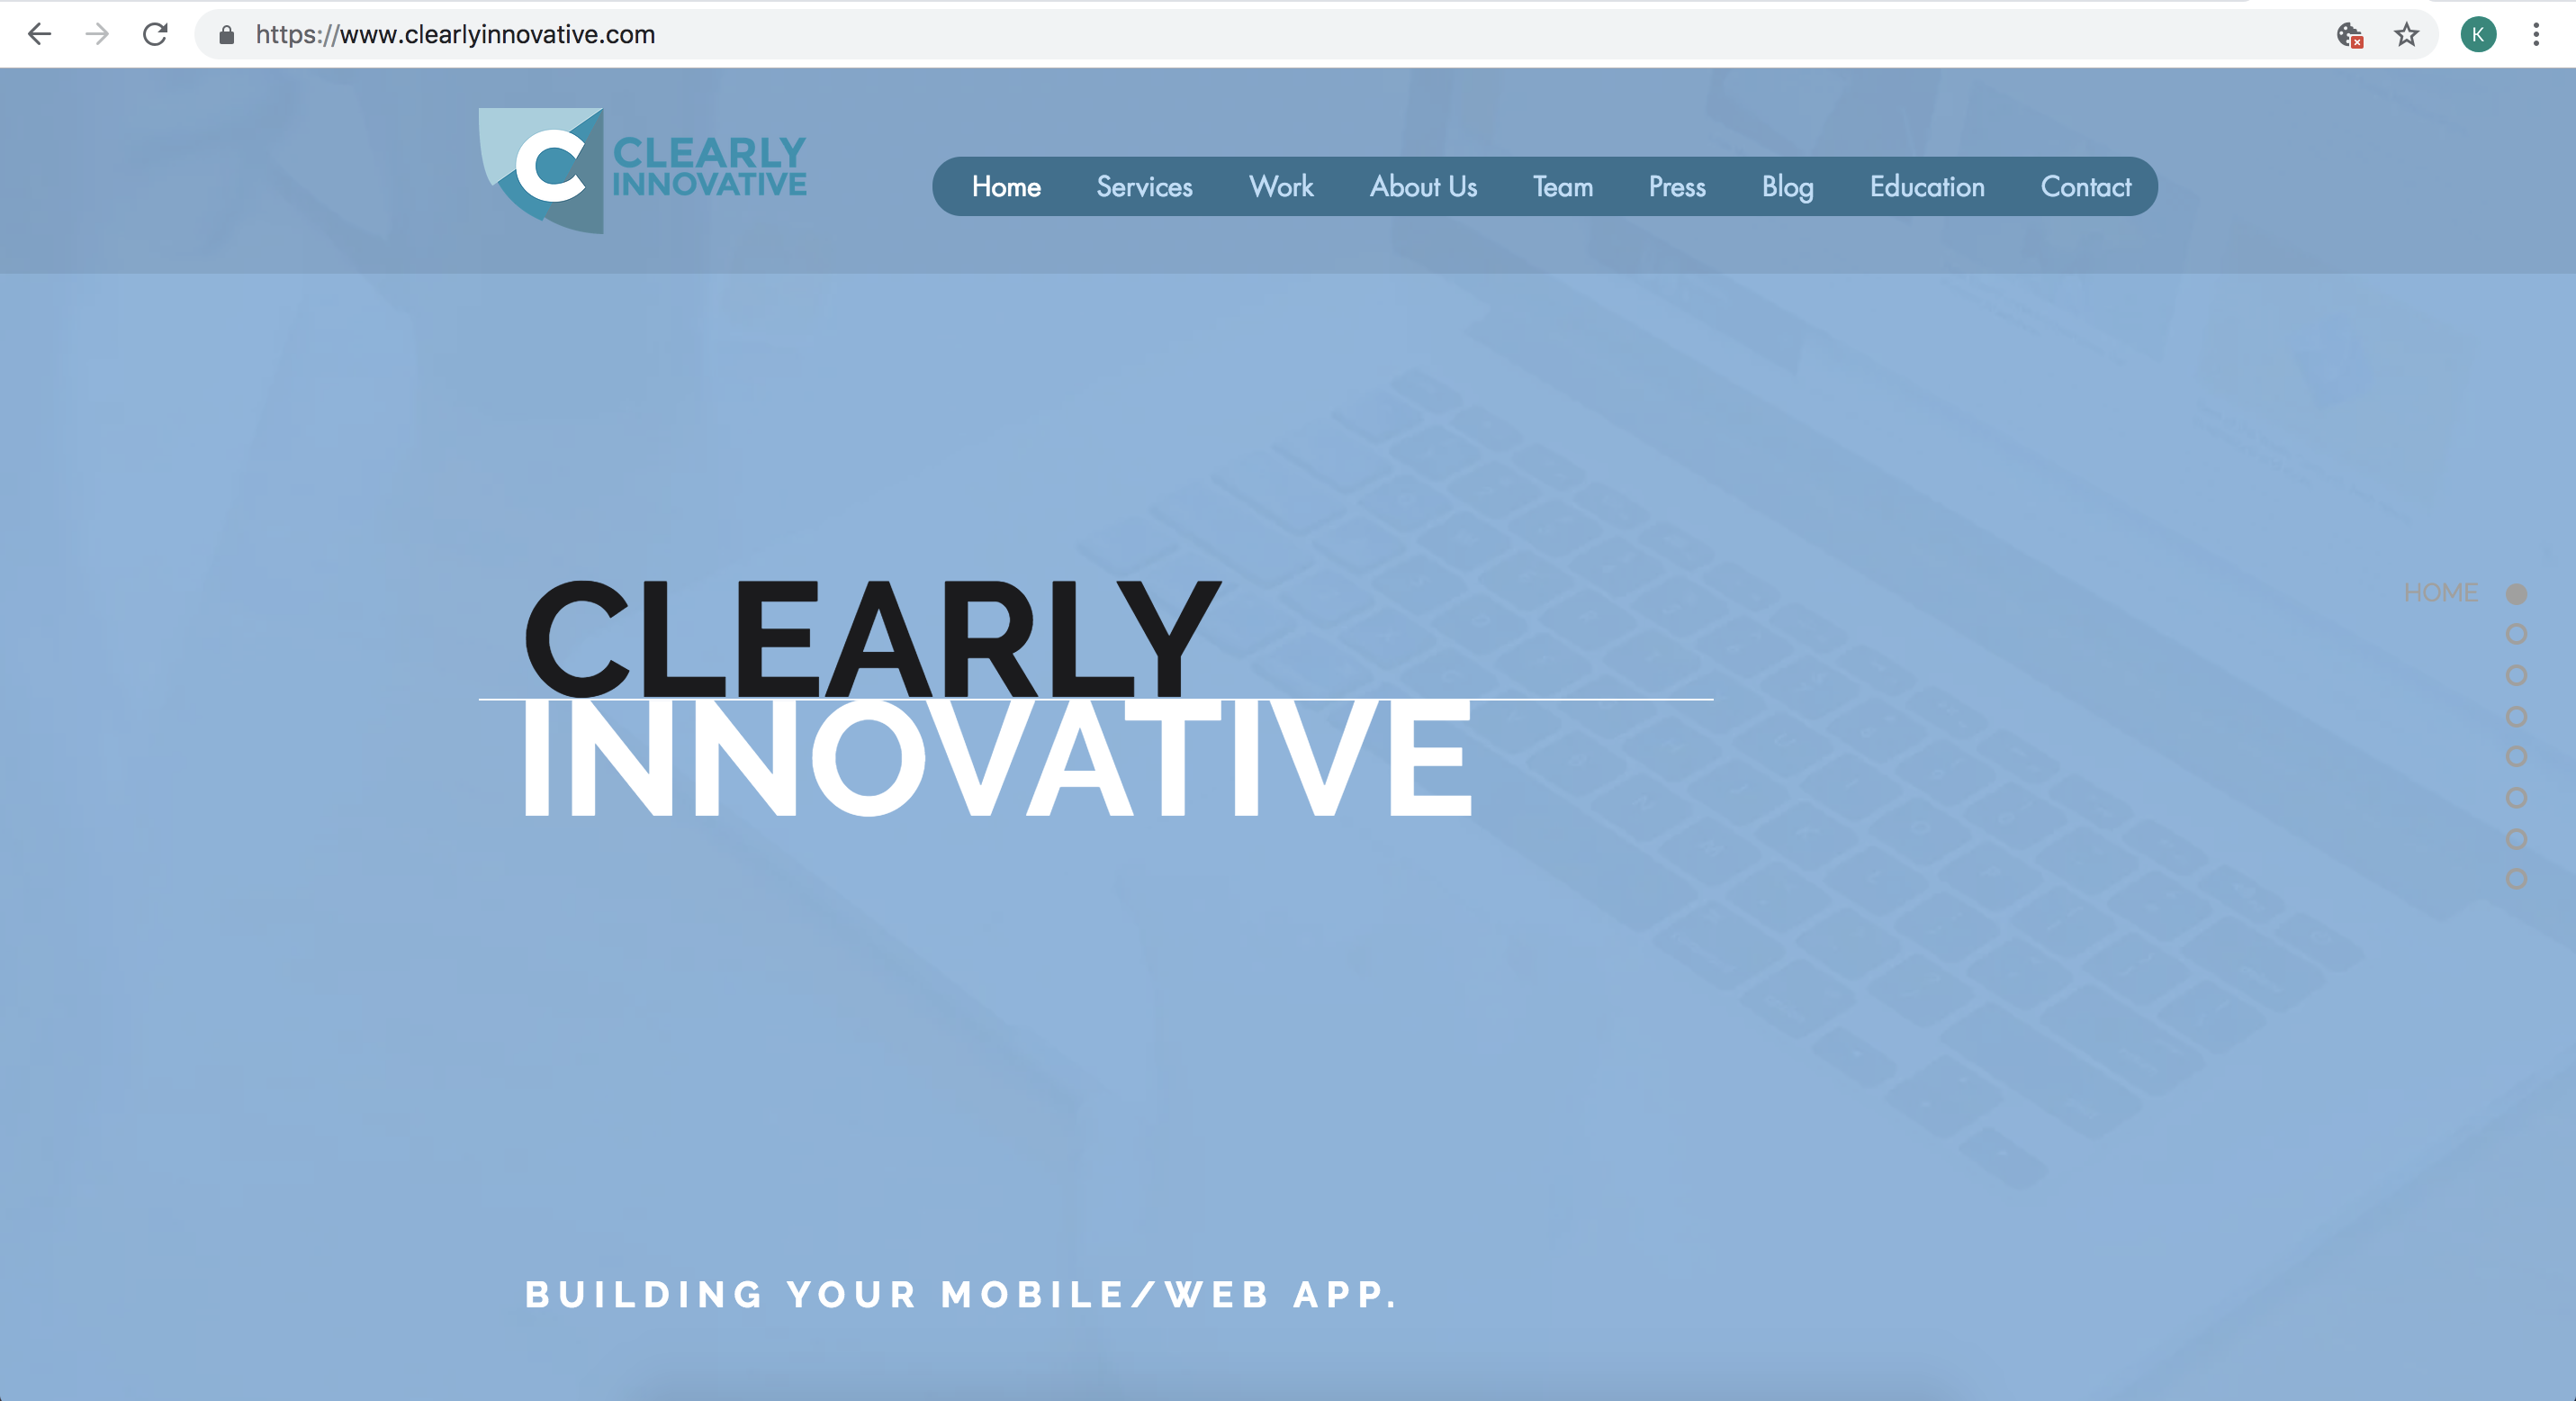 https://www.clearlyinnovative.com
K
C
CLEARLY
INNOVATIVE
Home Services Work About Us Team Press Blog Education Contact
CLEARLY
INNOVATIVE
HOME
BUILDING YOUR MOBILE/WEB APP.